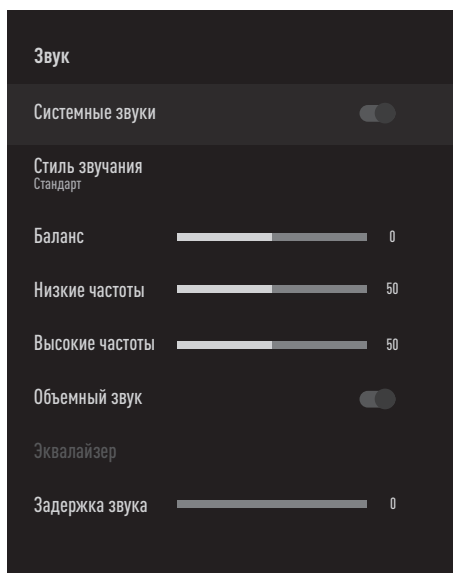 Звук
Системные звуки
Стиль звучания
Стандарт
Баланс 0
Низкие частоты 50
Высокие частоты 50
Объемный звук
Эквалайзер
Задержка звука 0